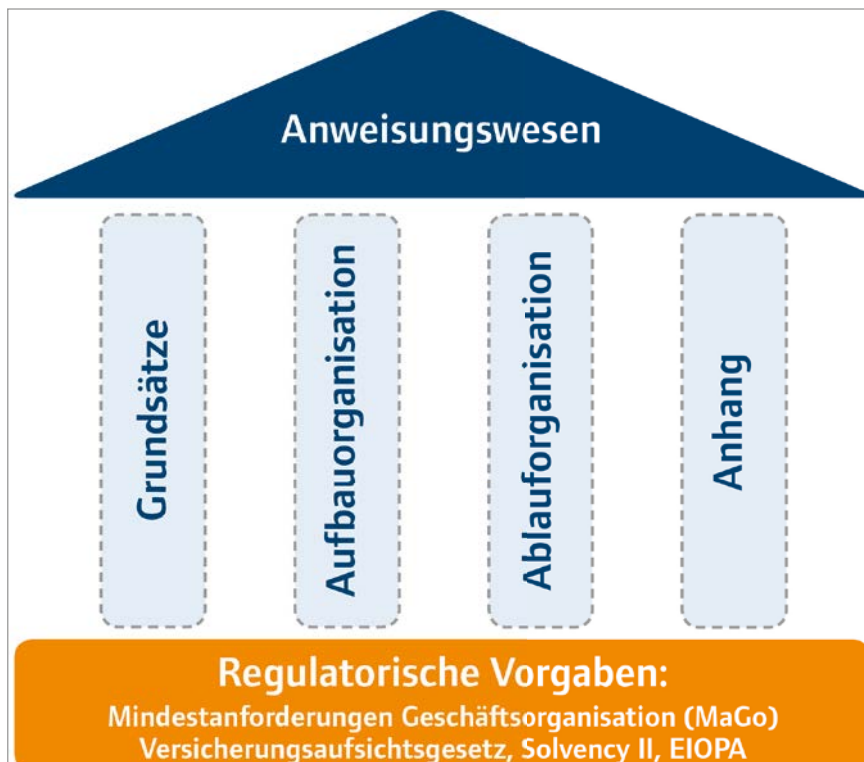 Anweisungswesen
Grundsätze
Aufbauorganisation
Ablauforganisation
Anhang
Regulatorische Vorgaben:
Mindestanforderungen Geschäftsorganisation (MaGo)
Versicherungsaufsichtsgesetz, Solvency II, EIOPA